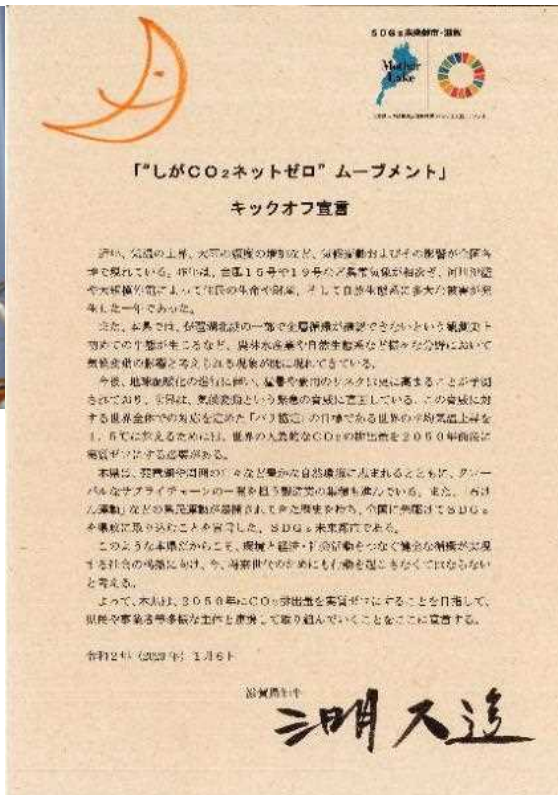 SDGs未来都市・滋賀
Mother
Lake
「“しがCO₂ネットゼロ” ムーブメント」
キックオフ宣言
近年、気温の上昇、大雨の頻度の増加など、気候変動およびその影響が全国各
地で現れている。昨年は、台風15号や19号など異常気象が相次ぎ、河川氾濫
や大規模停電によって住民の生命や財産、そして自然生態系に多大な被害が発
生した一年であった。
また、本県では、琵琶湖北湖の一部で全層循環が確認できないという観測史上
初めての事態が生じるなど、農林水産業や自然生態系など様々な分野において
気候変動の影響と考えられる現象が既に現れてきている。
今後、地球温暖化の進行に伴い、猛暑や豪雨のリスクは更に高まることが予測
されており、世界は、気候変動という緊急の脅威に直面している。この脅威に対
する世界全体での対応を定めた「パリ協定」の目標である世界の平均気温上昇を
1.5℃に抑えるためには、世界の人為的なCO₂の排出量を2050年前後に
実質ゼロにする必要がある。
本県は、琵琶湖や周囲の山々など豊かな自然環境に恵まれるとともに、グロー
バルなサプライチェーンの一翼を担う製造業の集積も進んでいる。また、「石け
ん運動」などの県民運動が展開されてきた歴史を持ち、全国に先駆けてSDGs
を県政に取り込むことを宣言した、SDGs未来都市である。
このような本県だからこそ、環境と経済・社会活動をつなぐ健全な循環が実現
する社会の構築に向け、今、将来世代のためにも行動を起こさなくてはならない
と考える。
よって、本県は、2050年にCO₂排出量を実質ゼロにすることを目指して、
県民や事業者等多様な主体と連携して取り組んでいくことをここに宣言する。
令和2年(2020年)1月6日
滋賀県知事
三日月 大造